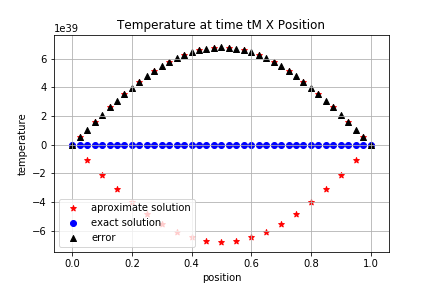 Temperature at time tM X Position
1e39
6
4
2
0
−2
−4
−6
temperature
aproximate solution
exact solution
error
0.0 0.2 0.4 0.6 0.8 1.0
position